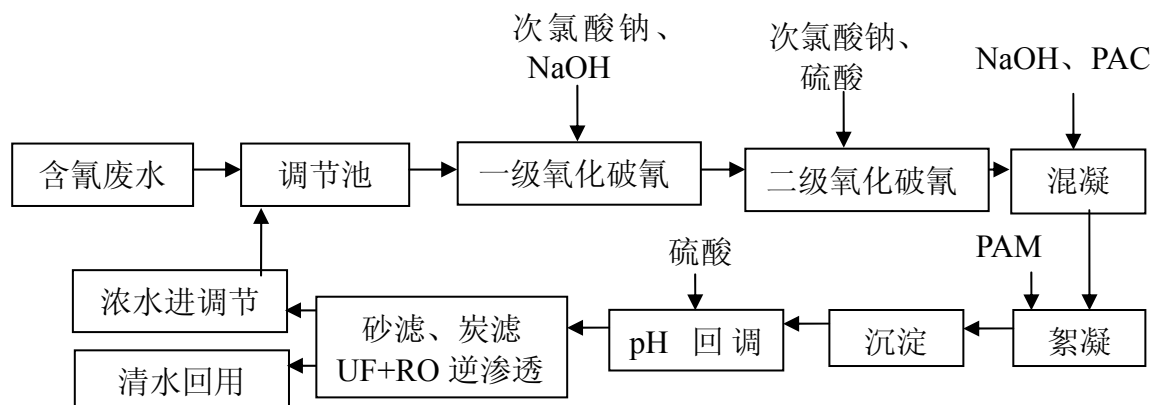 次氯酸钠、
NaOH
次氯酸钠、
硫酸
NaOH、PAC
含氰废水
调节池
一级氧化破氰
二级氧化破氰
混凝
PAM
硫酸
浓水进调节
砂滤、炭滤
UF+RO 逆渗透
pH 回调
沉淀
絮凝
清水回用